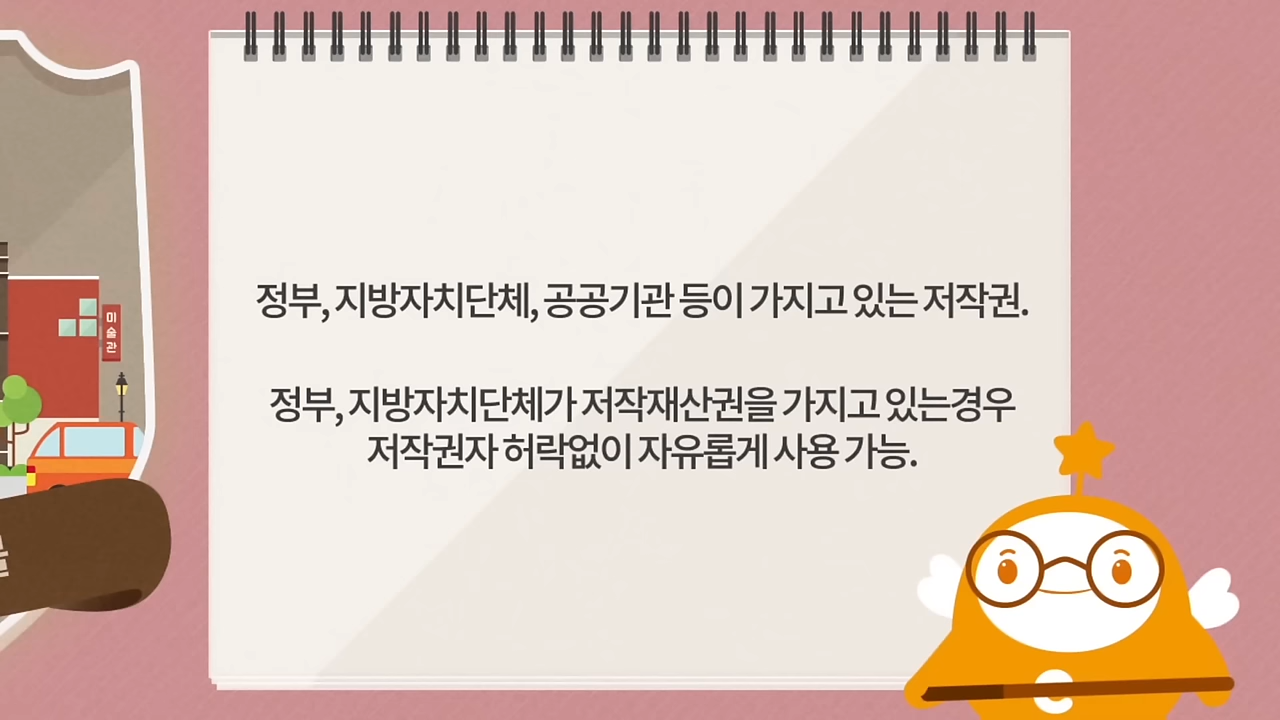 정부, 지방자치단체, 공공기관 등이 가지고 있는 저작권.
정부, 지방자치단체가 저작재산권을 가지고 있는경우
저작권자 허락없이 자유롭게 사용 가능.
미술관